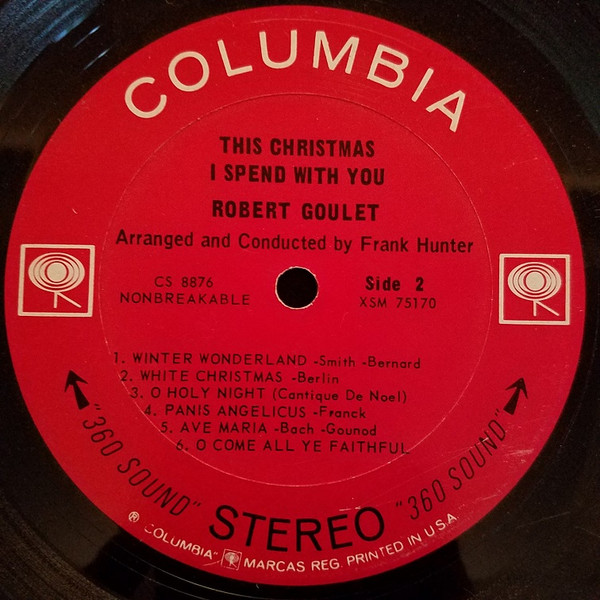 COLUMBIA
THIS CHRISTMAS
I SPEND WITH YOU
ROBERT GOULET
Arranged and Conducted by Frank Hunter
CS 8876
NONBREAKABLE
Side 2
XSM 75170
1. WINTER WONDERLAND -Smith -Bernard
2. WHITE CHRISTMAS -Berlin
3. O HOLY NIGHT (Cantique De Noel)
4. PANIS ANGELICUS -Franck
5. AVE MARIA -Bach -Gounod
6. O COME ALL YE FAITHFUL
"360 SOUND" STEREO "360 SOUND"
® "COLUMBIA" MARCAS REG. PRINTED IN U.S.A.